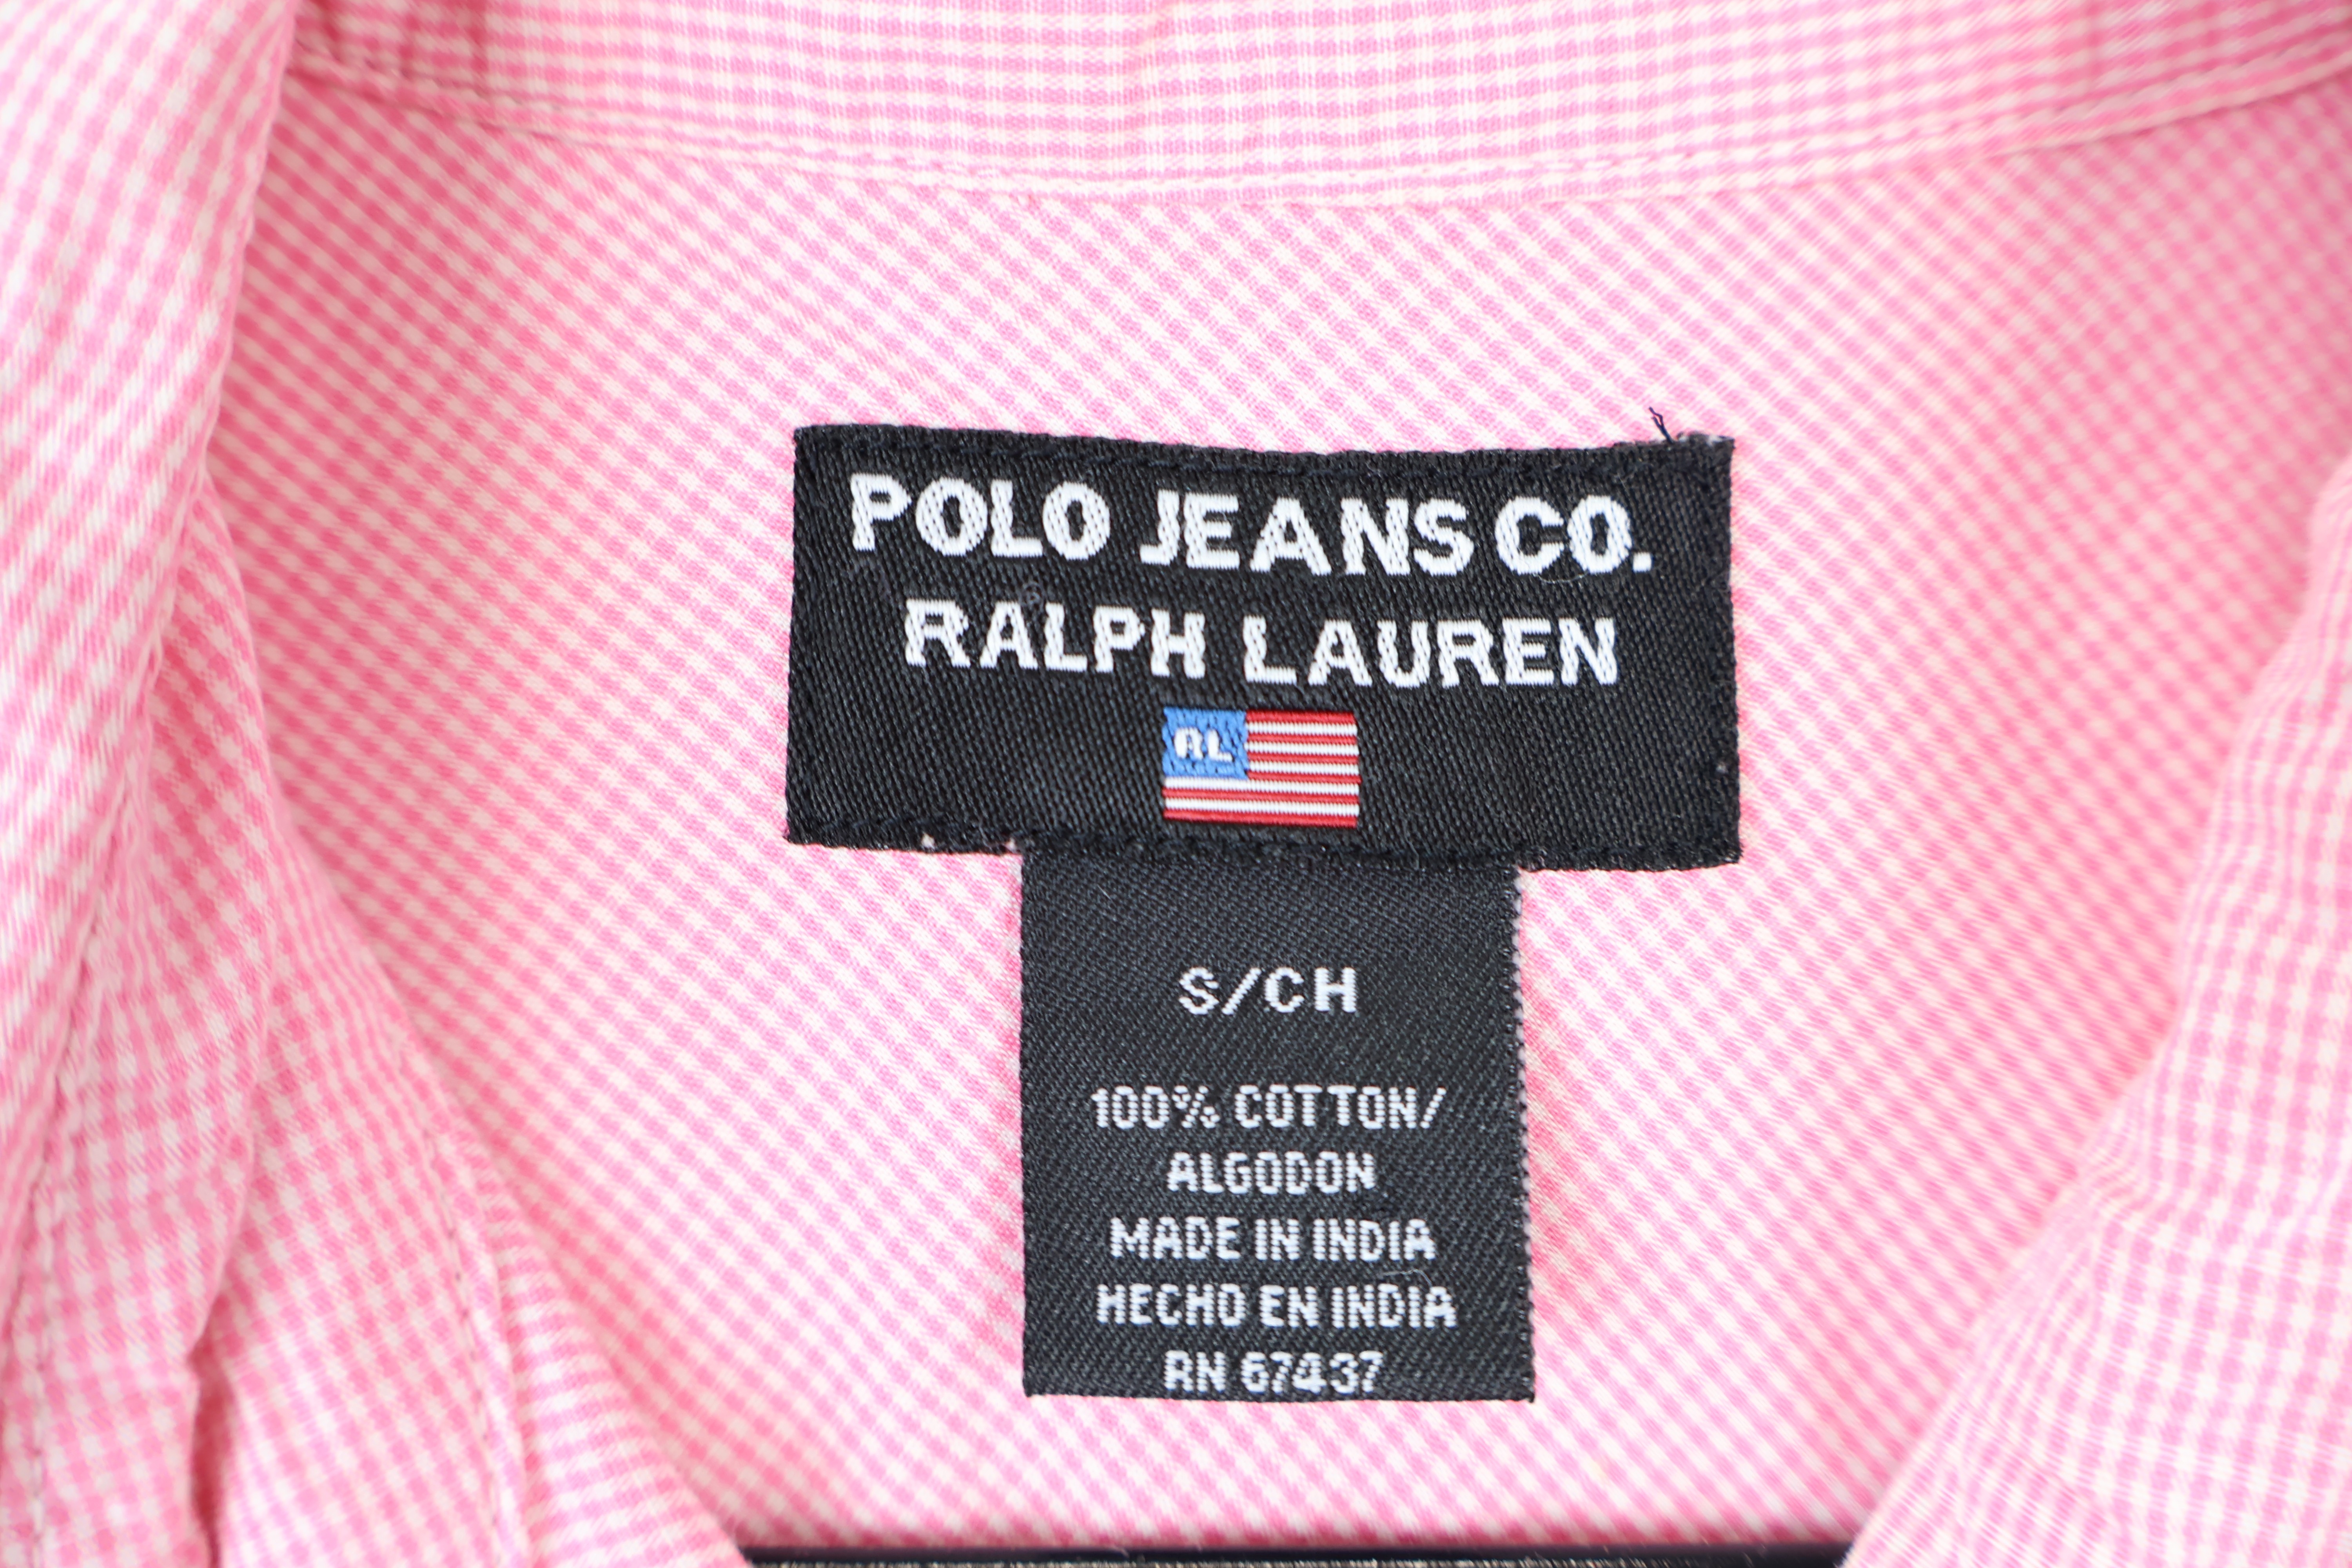 POLO JEANS CO.
RALPH LAUREN
RL
S/CH
100% COTTON/
ALGODON
MADE IN INDIA
HECHO EN INDIA
RN 67437